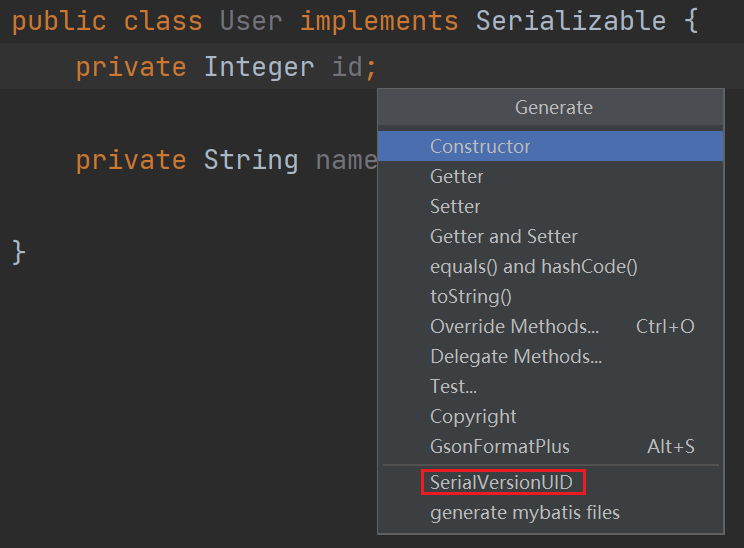 public class User implements Serializable {
private Integer id;
Generate
Constructor
private String name
Getter
Setter
Getter and Setter
}
equals() and hashCode()
toString()
Override Methods... Ctrl+O
Delegate Methods...
Test...
Copyright
GsonFormatPlus Alt+S
SerialVersionUID
generate mybatis files